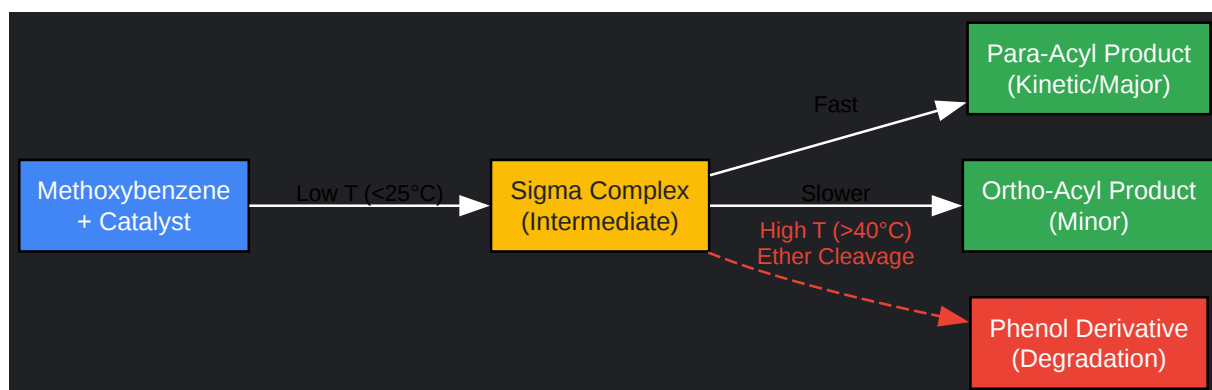 Methoxybenzene
+ Catalyst
Low T (<25°C)
Sigma Complex
(Intermediate)
Fast
Para-Acyl Product
(Kinetic/Major)
Slower
Ortho-Acyl Product
(Minor)
High T (>40°C)
Ether Cleavage
Phenol Derivative
(Degradation)